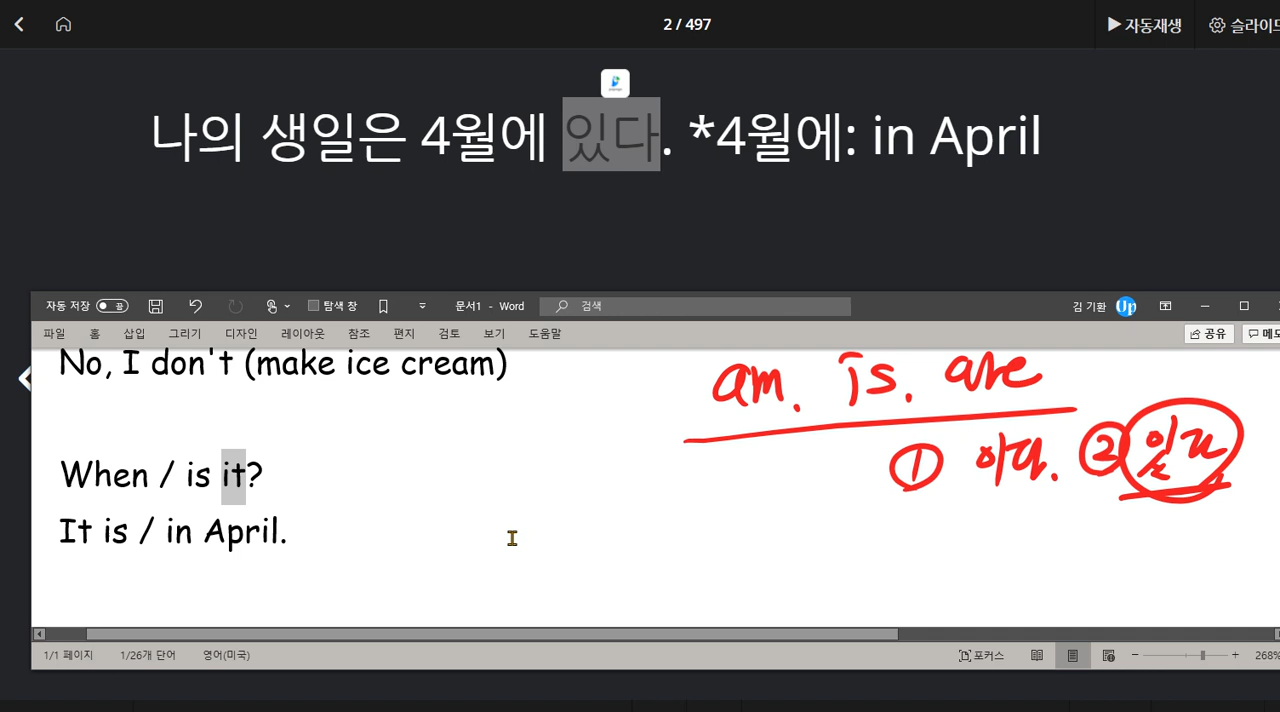 2 / 497
자동재생
슬라이드
나의 생일은 4월에 있다. *4월에: in April
자동 저장 끔
탐색 창
문서1 - Word
검색
김 기환
Up
파일 홈 삽입 그리기 디자인 레이아웃 참조 편지 검토 보기 도움말
공유
메모
No, I don't (make ice cream)
am. is. are
① 이다. ② 있다
When / is it?
It is / in April.
1/1 페이지
1/26개 단어
영어(미국)
포커스
268%